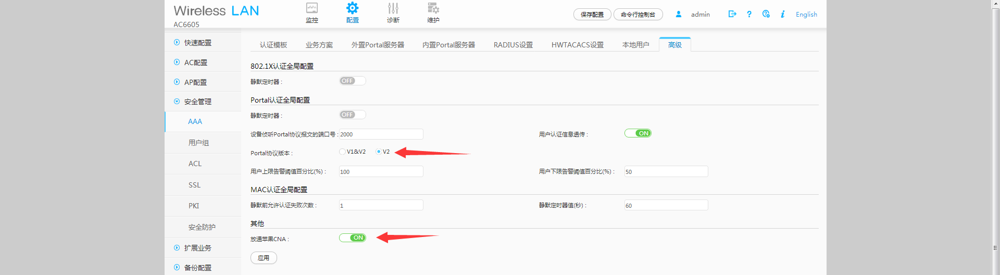 Wireless LAN
AC6605
监控
配置
诊断
维护
保存配置
命令行控制台
admin
English
快速配置
AC配置
AP配置
安全管理
AAA
用户组
ACL
SSL
PKI
安全防护
扩展业务
备份配置
认证模板 业务方案 外置Portal服务器 内置Portal服务器 RADIUS设置 HWTACACS设置 本地用户 高级
802.1X认证全局配置
静默定时器 : OFF
Portal认证全局配置
静默定时器 : OFF
设备侦听Portal协议报文的端口号 : 2000 用户认证信息透传 : ON
Portal协议版本 : V1&V2 V2
用户上限告警阈值百分比(%) : 100 用户下限告警阈值百分比(%) : 50
MAC认证全局配置
静默前允许认证失败次数 : 1 静默定时器值(秒) : 60
其他
放通苹果CNA : ON
应用